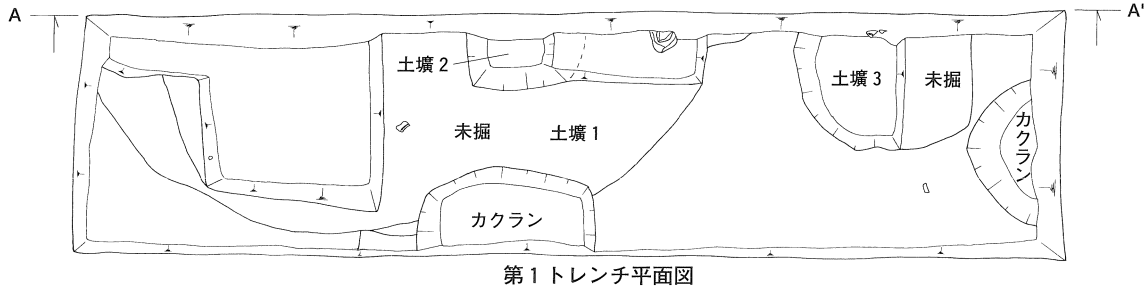 A
A'
土壙2
土壙3
未掘
カクラン
未掘
土壙1
カクラン
第1トレンチ平面図